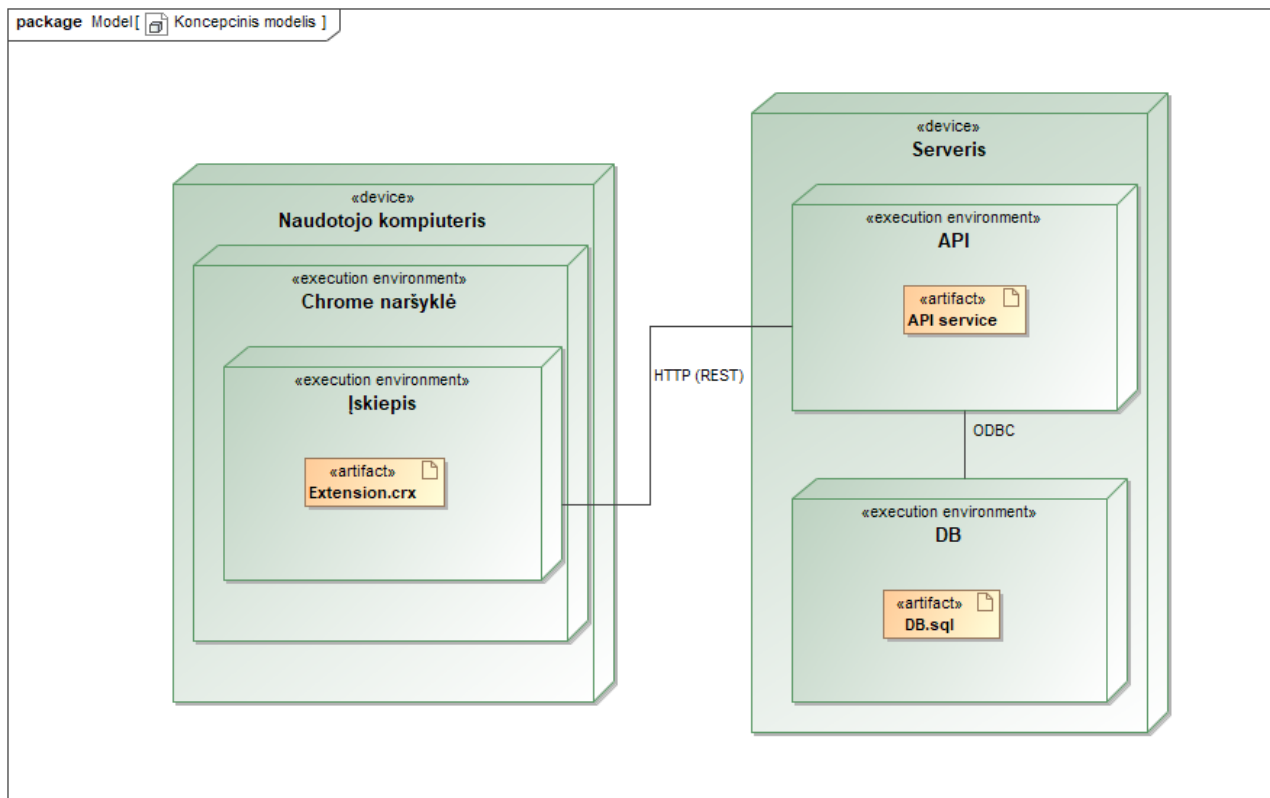 package Model[ Koncepcinis modelis ]
«device»
Naudotojo kompiuteris
«execution environment»
Chrome naršyklė
«execution environment»
Įskiepis
«artifact»
Extension.crx
HTTP (REST)
«device»
Serveris
«execution environment»
API
«artifact»
API service
ODBC
«execution environment»
DB
«artifact»
DB.sql